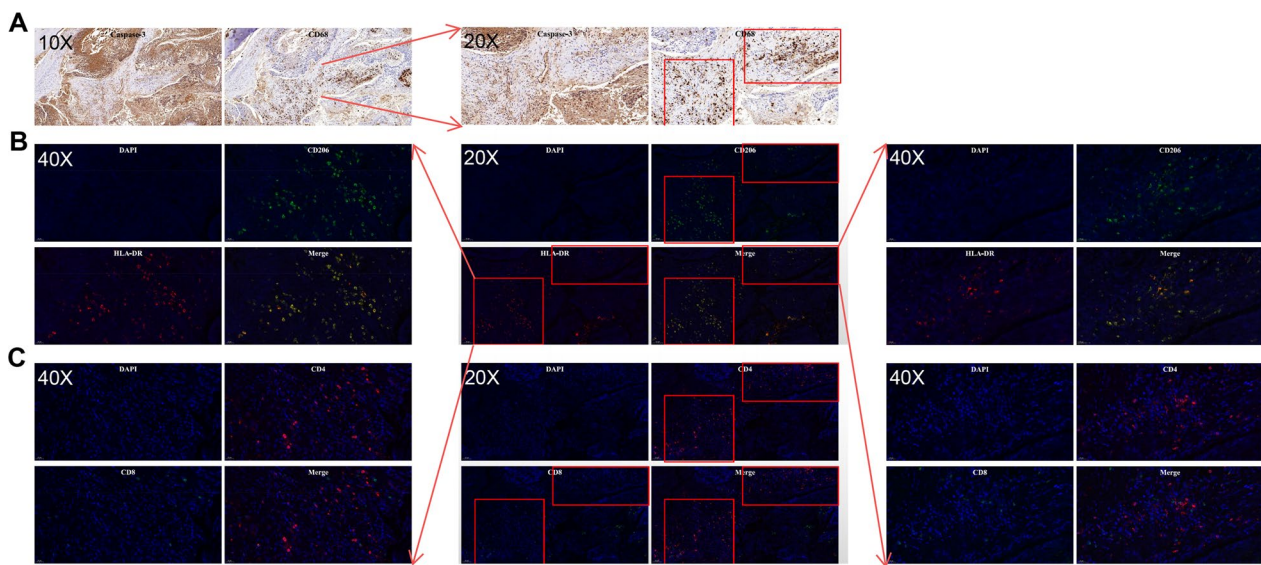 A
10X
Caspase-3
CD68
20X
Caspase-3
CD68
B
40X
DAPI
CD206
20X
DAPI
CD206
40X
DAPI
CD206
HLA-DR
Merge
HLA-DR
Merge
HLA-DR
Merge
C
40X
DAPI
CD4
20X
DAPI
CD4
40X
DAPI
CD4
CD8
Merge
CD8
Merge
CD8
Merge